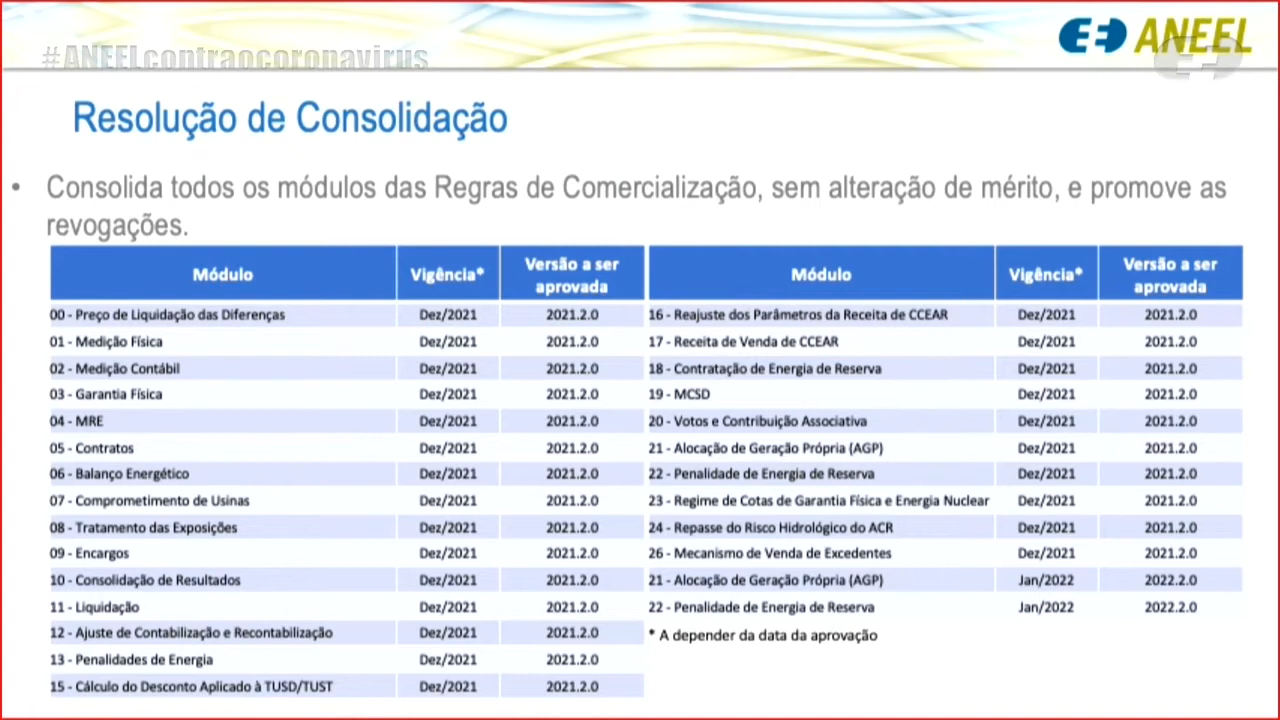 #ANEELcontraocoronavirus
ANEEL
Resolução de Consolidação
• Consolida todos os módulos das Regras de Comercialização, sem alteração de mérito, e promove as
revogações.
Módulo Vigência* Versão a ser aprovada Módulo Vigência* Versão a ser aprovada
00 - Preço de Liquidação das Diferenças Dez/2021 2021.2.0 16 - Reajuste dos Parâmetros da Receita de CCEAR Dez/2021 2021.2.0
01 - Medição Física Dez/2021 2021.2.0 17 - Receita de Venda de CCEAR Dez/2021 2021.2.0
02 - Medição Contábil Dez/2021 2021.2.0 18 - Contratação de Energia de Reserva Dez/2021 2021.2.0
03 - Garantia Física Dez/2021 2021.2.0 19 - MCSD Dez/2021 2021.2.0
04 - MRE Dez/2021 2021.2.0 20 - Votos e Contribuição Associativa Dez/2021 2021.2.0
05 - Contratos Dez/2021 2021.2.0 21 - Alocação de Geração Própria (AGP) Dez/2021 2021.2.0
06 - Balanço Energético Dez/2021 2021.2.0 22 - Penalidade de Energia de Reserva Dez/2021 2021.2.0
07 - Comprometimento de Usinas Dez/2021 2021.2.0 23 - Regime de Cotas de Garantia Física e Energia Nuclear Dez/2021 2021.2.0
08 - Tratamento das Exposições Dez/2021 2021.2.0 24 - Repasse do Risco Hidrológico do ACR Dez/2021 2021.2.0
09 - Encargos Dez/2021 2021.2.0 26 - Mecanismo de Venda de Excedentes Dez/2021 2021.2.0
10 - Consolidação de Resultados Dez/2021 2021.2.0 21 - Alocação de Geração Própria (AGP) Jan/2022 2022.2.0
11 - Liquidação Dez/2021 2021.2.0 22 - Penalidade de Energia de Reserva Jan/2022 2022.2.0
12 - Ajuste de Contabilização e Recontabilização Dez/2021 2021.2.0 * A depender da data da aprovação
13 - Penalidades de Energia Dez/2021 2021.2.0
15 - Cálculo do Desconto Aplicado à TUSD/TUST Dez/2021 2021.2.0